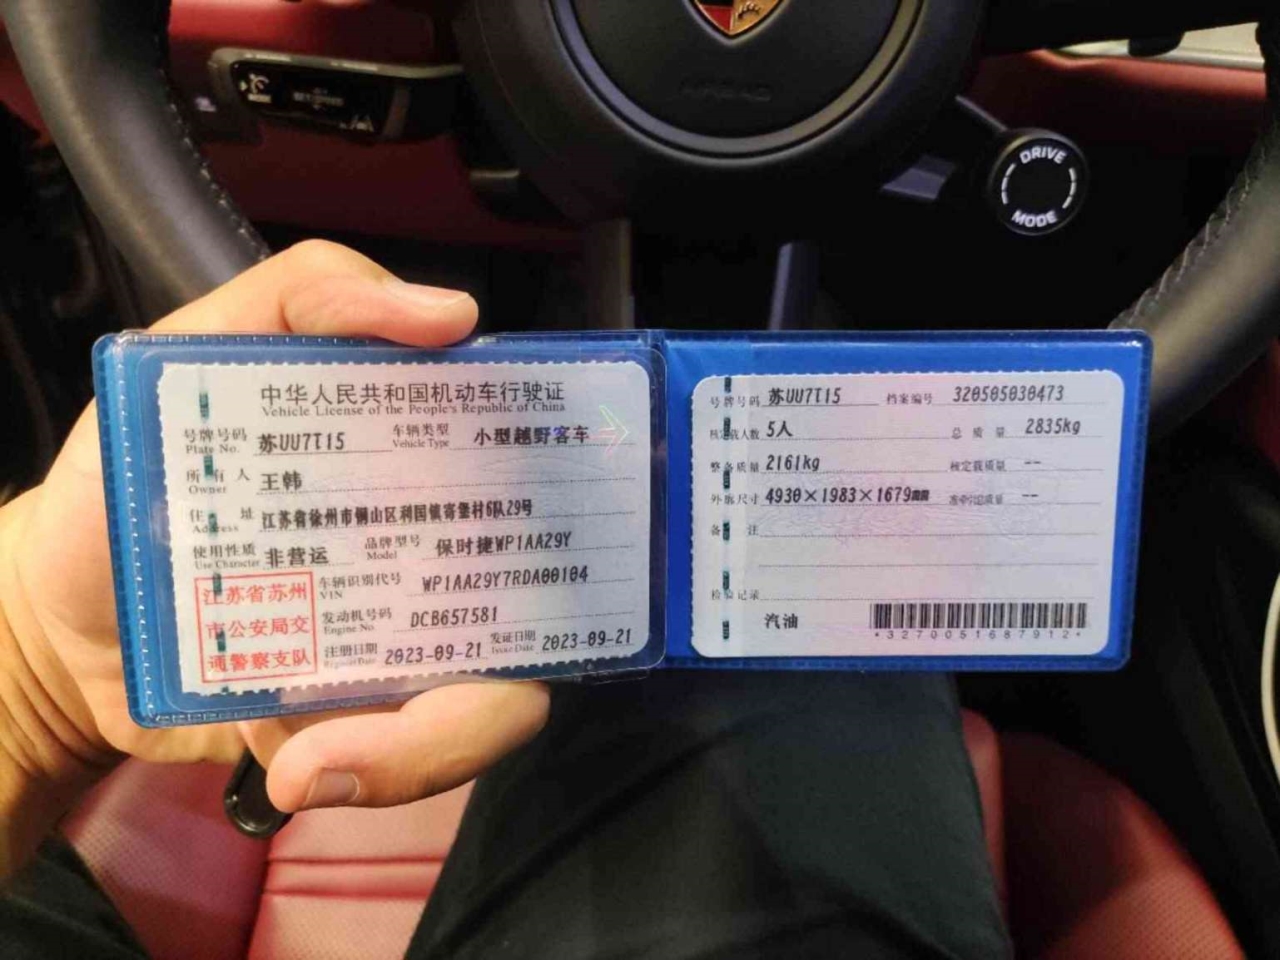 DRIVE
MODE
中华人民共和国机动车行驶证
Vehicle License of the People's Republic of China
号牌号码 苏UU7T15 车辆类型 小型越野客车
Plate No. Vehicle Type
所有人 王韩
Owner
住址 江苏省徐州市铜山区利国镇寄堡村6队29号
Address
使用性质 非营运 品牌型号 保时捷WP1AA29Y
Use Character Model
江苏省苏州
市公安局交
通警察支队
车辆识别代号 WP1AA29Y7RDA00104
VIN
发动机号码 DCB657581
Engine No.
注册日期 2023-09-21 发证日期 2023-09-21
Register Date Issue Date
号牌号码 苏UU7T15 档案编号 320505030473
核定载人数 5人 总质量 2835kg
整备质量 2161kg 核定载质量 --
外廓尺寸 4930×1983×1679mm 准牵引总质量 --
备注
检验记录
汽油
*3270051687912*